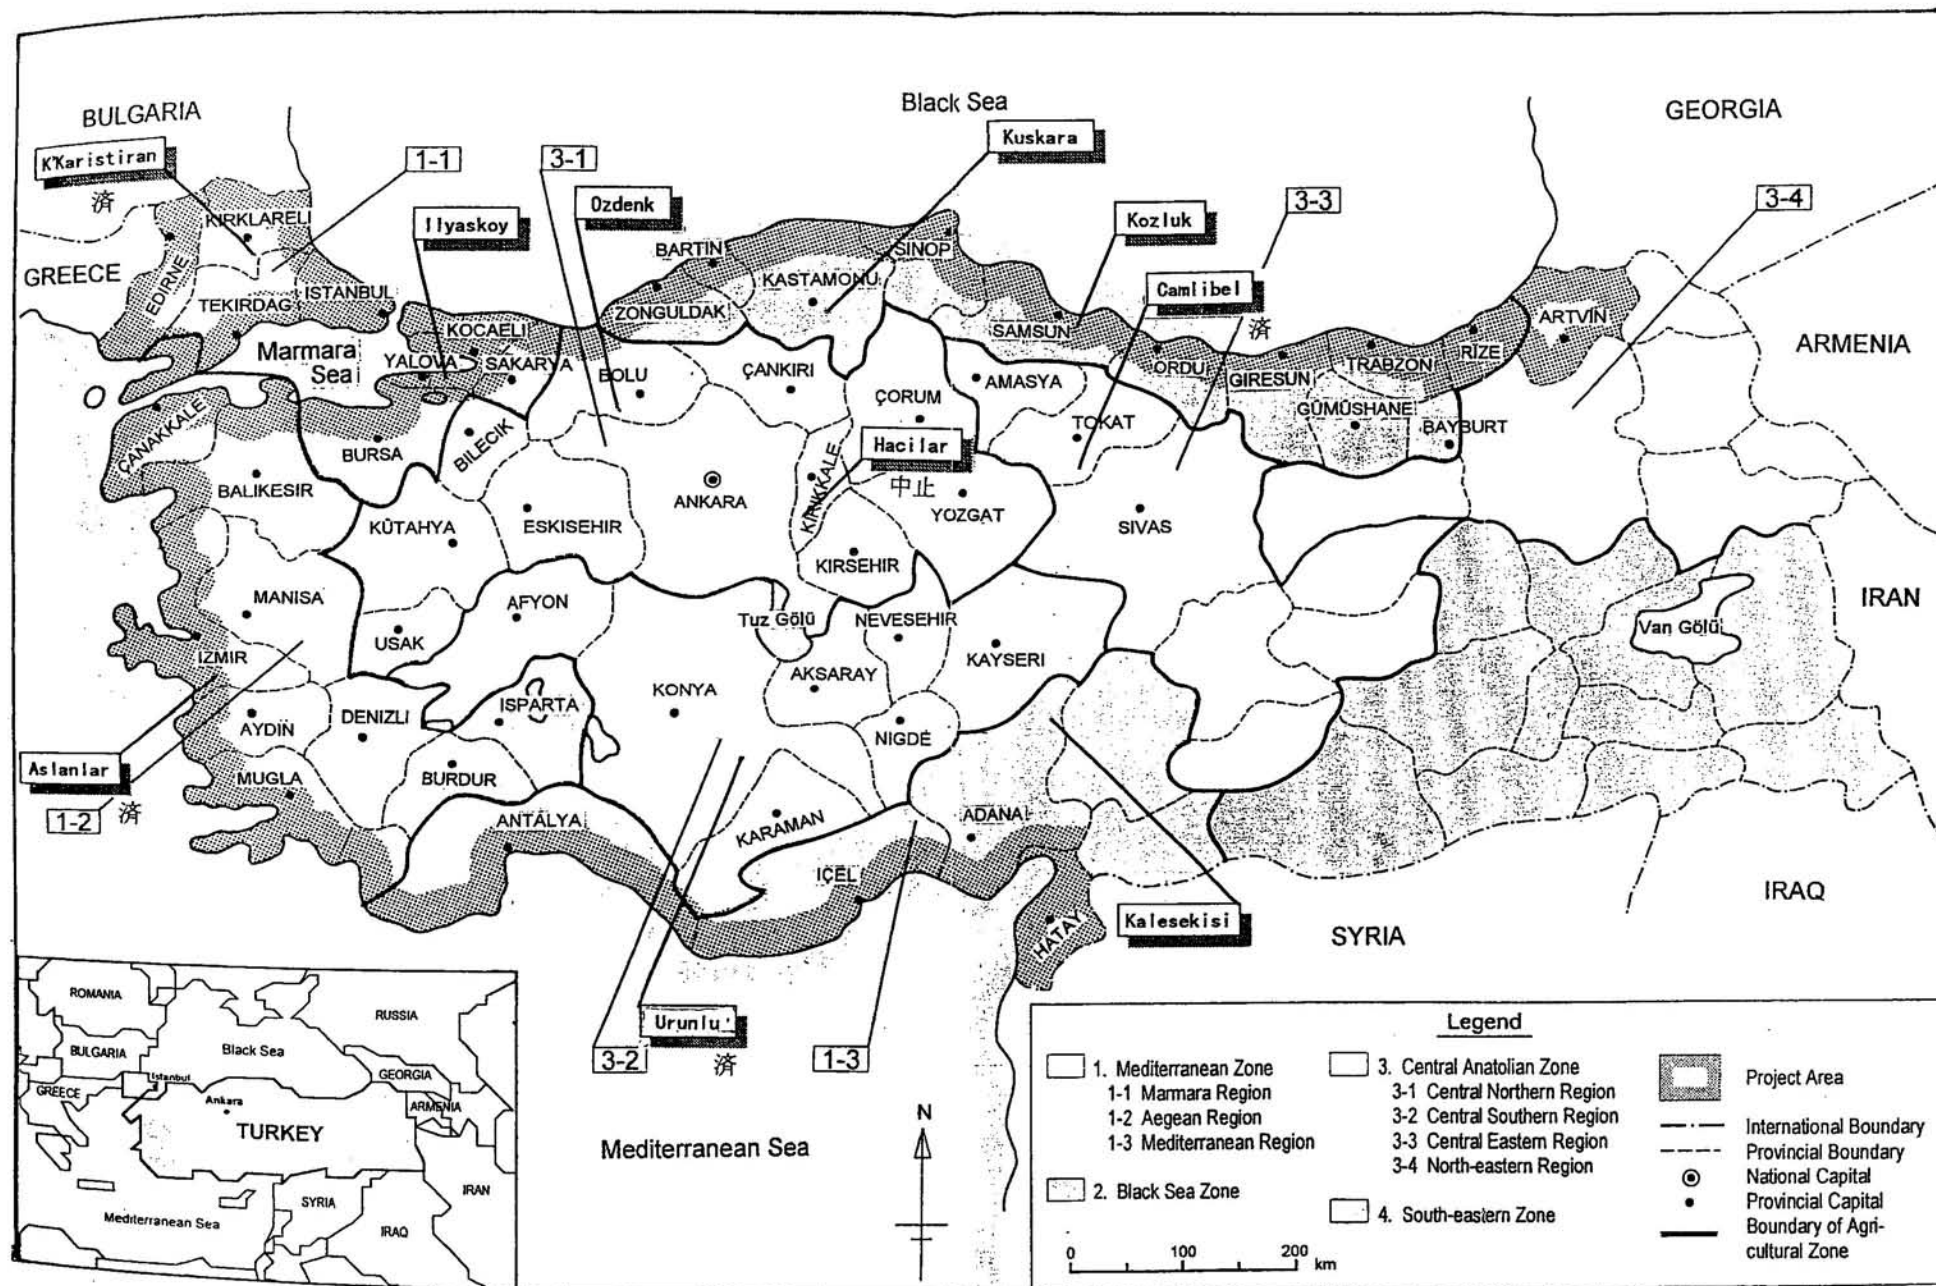 BULGARIA
Black Sea
GEORGIA
K'Karistiran
済
1-1
3-1
Kuskara
Ilyaskoy
Ozdenk
Kozluk
3-3
3-4
Camlibel
済
KIRKLARELI
GREECE
EDIRNE
TEKIRDAG
ISTANBUL
BARTIN
SINOP
KASTAMONU
ZONGULDAK
KOCAELI
SAMSUN
ARTVİN
ARMENIA
Marmara
Sea
YALOVA
SAKARYA
BOLU
ÇANKIRI
AMASYA
ORDU
GIRESUN
TRABZON
RİZE
ÇANAKKALE
ÇORUM
TOKAT
GÜMÜSHANE
BAYBURT
BURSA
BILECIK
Hacilar
中止
BALIKESIR
ANKARA
KIRIKKALE
YOZGAT
KÜTAHYA
ESKISEHIR
SIVAS
KIRSEHIR
MANISA
AFYON
USAK
Tuz Gölü
NEVESEHIR
IRAN
Van Gölü
IZMIR
KAYSERI
AKSARAY
KONYA
ISPARTA
DENIZLI
AYDIN
NIGDE
Aslanlar
1-2
済
MUGLA
BURDUR
ANTALYA
KARAMAN
ADANA
IÇEL
HATAY
Kalesekisi
SYRIA
IRAQ
Urunlu
済
3-2
1-3
Mediterranean Sea
N
ROMANIA
RUSSIA
BULGARIA
Black Sea
GEORGIA
GREECE
Istanbul
Ankara
ARMENIA
TURKEY
SYRIA
IRAN
IRAQ
Mediterranean Sea
Legend
1. Mediterranean Zone
1-1 Marmara Region
1-2 Aegean Region
1-3 Mediterranean Region
2. Black Sea Zone
3. Central Anatolian Zone
3-1 Central Northern Region
3-2 Central Southern Region
3-3 Central Eastern Region
3-4 North-eastern Region
4. South-eastern Zone
Project Area
International Boundary
Provincial Boundary
National Capital
Provincial Capital
Boundary of Agri-
cultural Zone
0 100 200 km